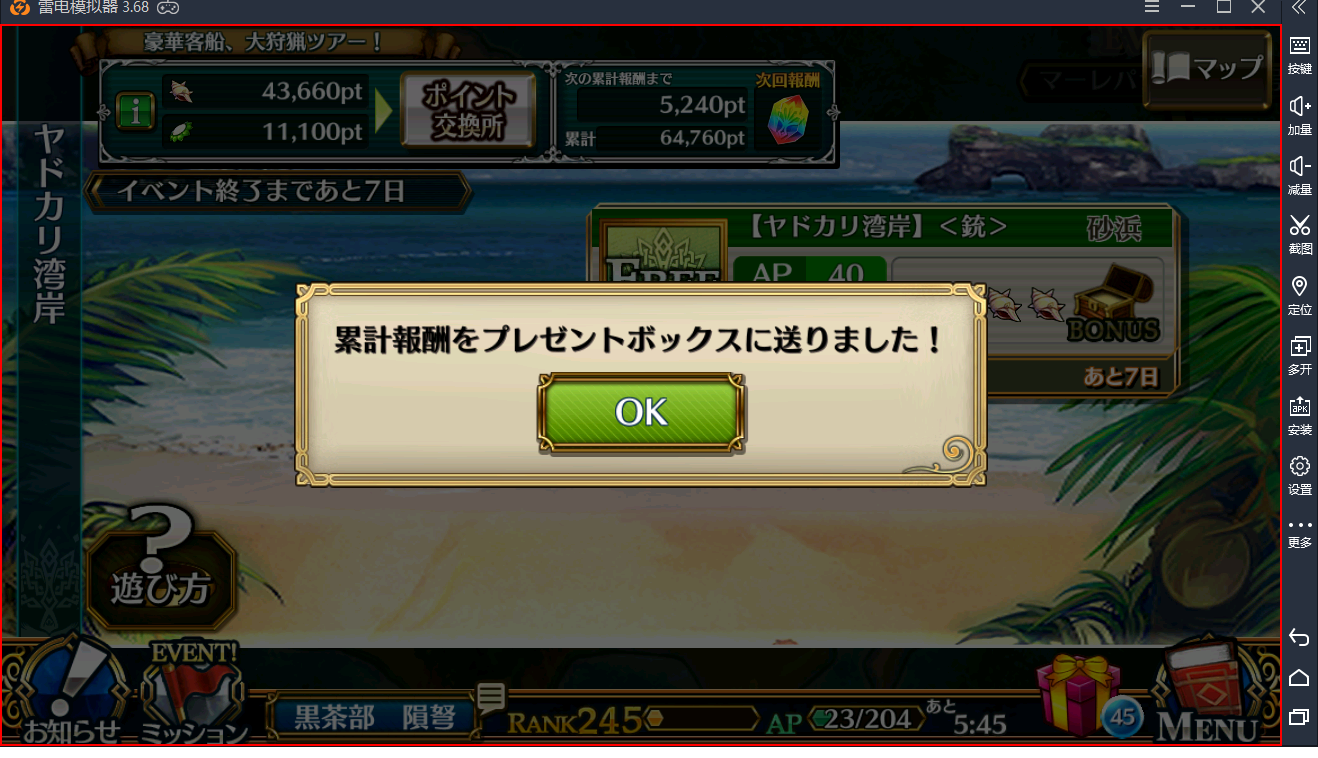 雷电模拟器 3.68
豪華客船、大狩猟ツアー！
43,660pt
11,100pt
ポイント
交換所
次の累計報酬まで
5,240pt
累計
64,760pt
次回報酬
マーレバ
マップ
イベント終了まであと7日
ヤドカリ湾岸
【ヤドカリ湾岸】＜銃＞
砂浜
FREE
AP 40
BONUS
あと7日
累計報酬をプレゼントボックスに送りました！
OK
?
遊び方
お知らせ
EVENT!
ミッション
黒茶部 隕弩
RANK245
AP 23/204
あと
5:45
45
MENU
按键
加量
减量
截图
定位
多开
APK
安装
设置
更多